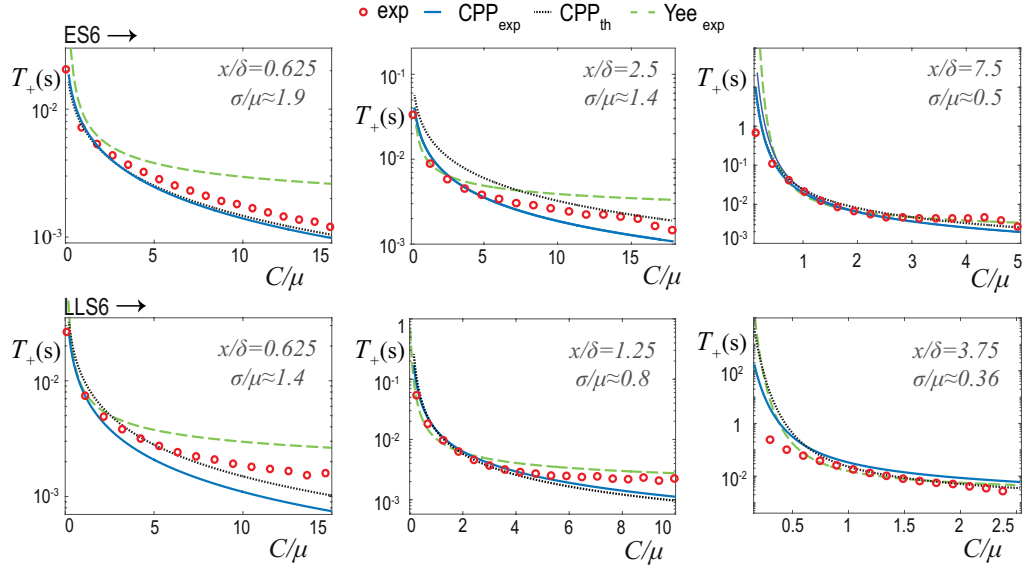 exp CPP_exp CPP_th Yee_exp
ES6 →
T₊(s)
x/δ=0.625
σ/μ≈1.9
10⁻²
10⁻³
0 5 10 15
C/μ
T₊(s)
x/δ=2.5
σ/μ≈1.4
10⁻¹
10⁻²
10⁻³
0 5 10 15
C/μ
T₊(s)
x/δ=7.5
σ/μ≈0.5
1
10⁻¹
10⁻²
10⁻³
1 2 3 4 5
C/μ
LLS6 →
T₊(s)
x/δ=0.625
σ/μ≈1.4
10⁻²
10⁻³
0 5 10 15
C/μ
T₊(s)
x/δ=1.25
σ/μ≈0.8
1
10⁻¹
10⁻²
10⁻³
0 2 4 6 8 10
C/μ
T₊(s)
x/δ=3.75
σ/μ≈0.36
10²
1
10⁻²
0.5 1 1.5 2 2.5
C/μ